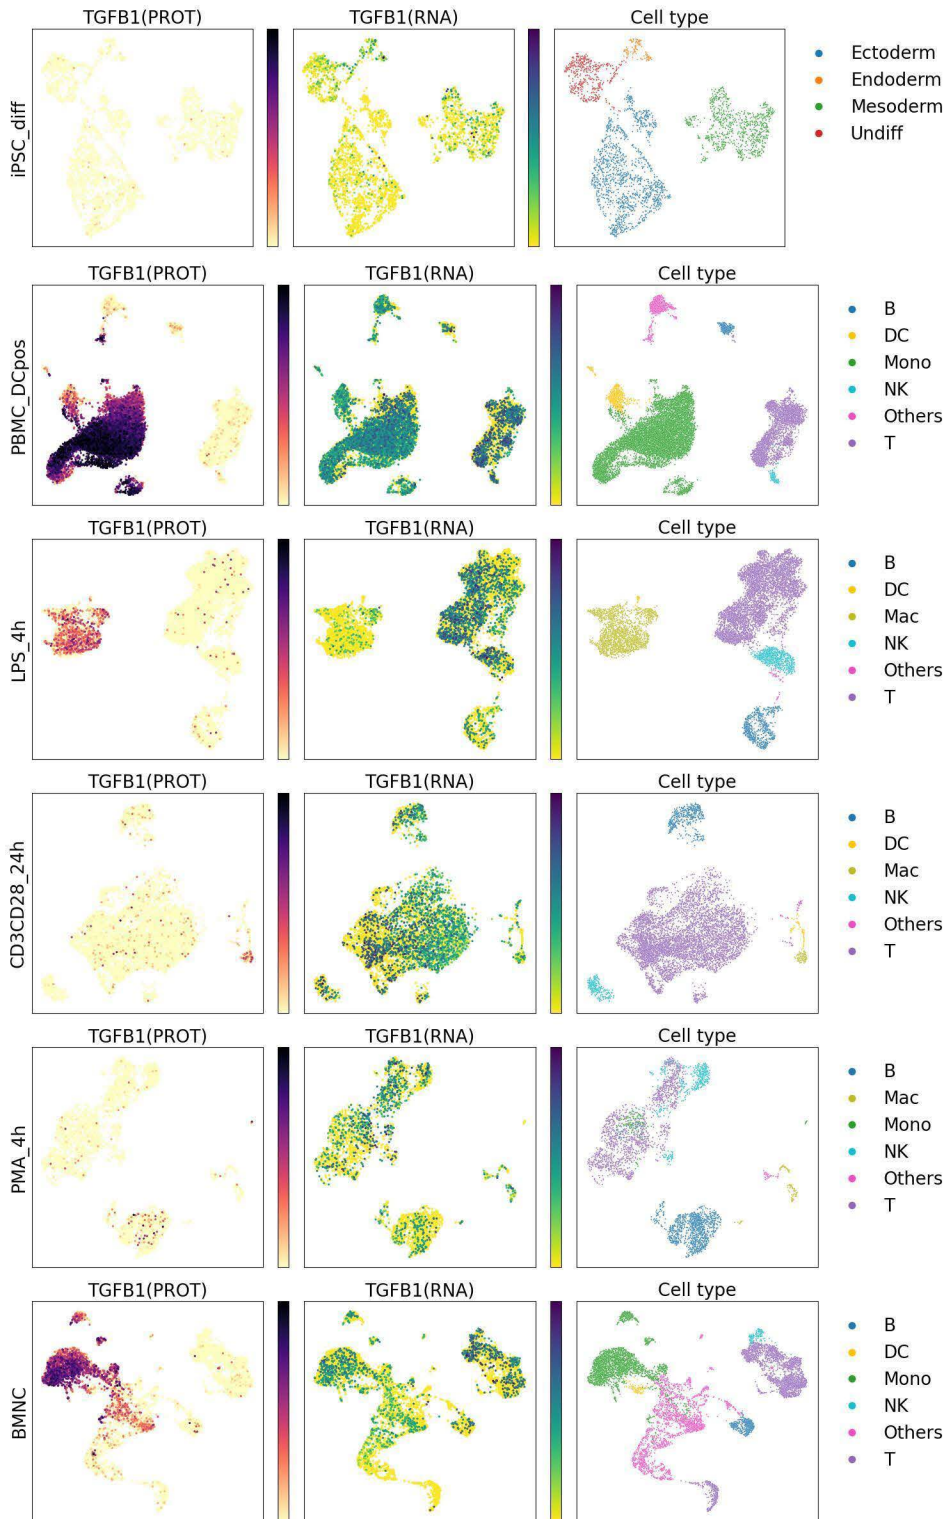 TGFB1(PROT) TGFB1(RNA) Cell type
iPSC_diff
Ectoderm
Endoderm
Mesoderm
Undiff
TGFB1(PROT) TGFB1(RNA) Cell type
PBMC_DCpos
B
DC
Mono
NK
Others
T
TGFB1(PROT) TGFB1(RNA) Cell type
LPS_4h
B
DC
Mac
NK
Others
T
TGFB1(PROT) TGFB1(RNA) Cell type
CD3CD28_24h
B
DC
Mac
NK
Others
T
TGFB1(PROT) TGFB1(RNA) Cell type
PMA_4h
B
Mac
Mono
NK
Others
T
TGFB1(PROT) TGFB1(RNA) Cell type
BMNC
B
DC
Mono
NK
Others
T